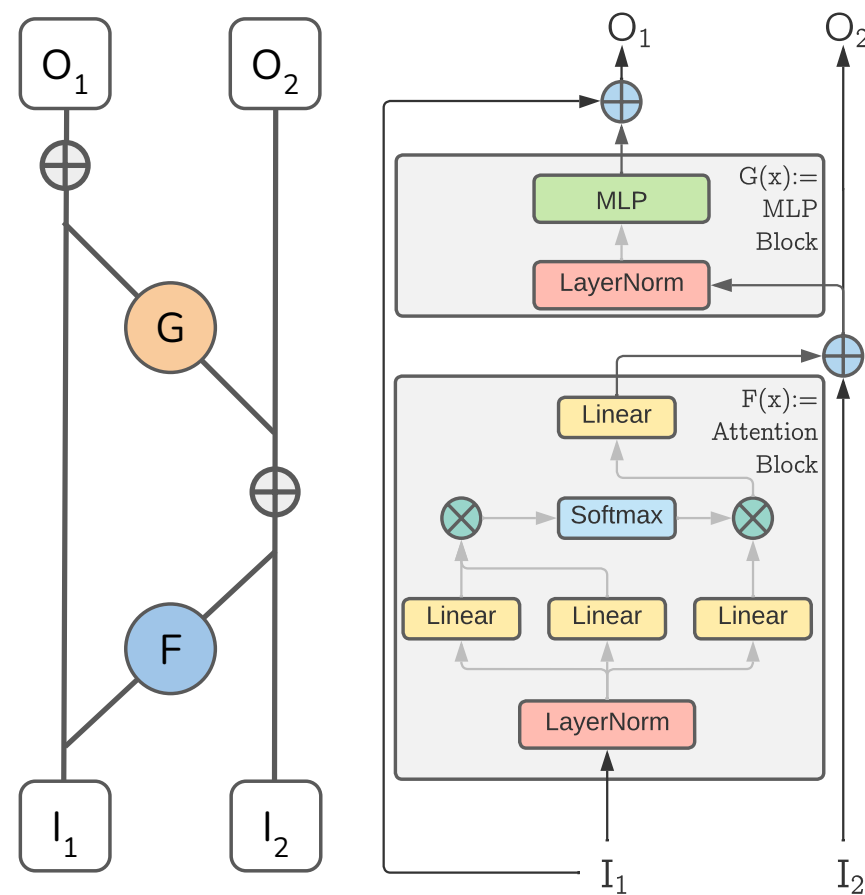 O1
O2
G
F
I1
I2
O1
O2
G(x):=
MLP
Block
MLP
LayerNorm
F(x):=
Attention
Block
Linear
Softmax
Linear
Linear
Linear
LayerNorm
I1
I2